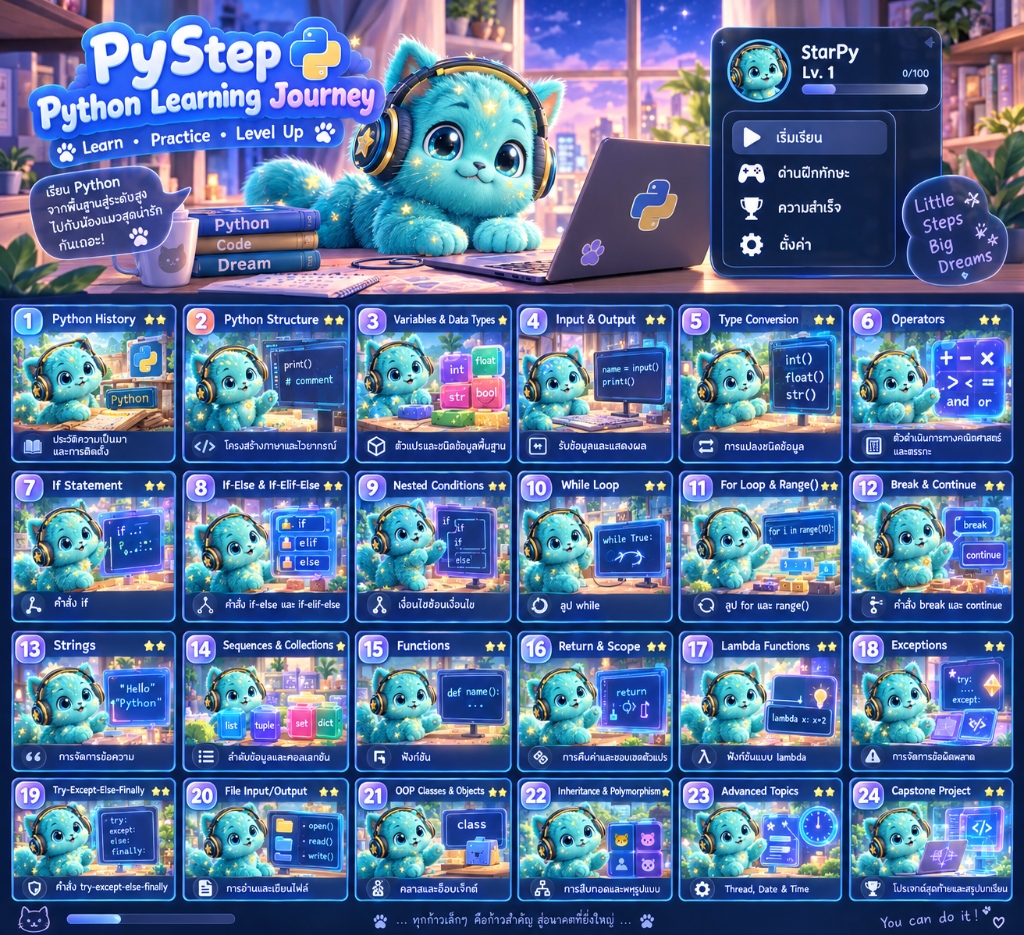 PyStep
Python Learning Journey
Learn • Practice • Level Up
เรียน Python
จากพื้นฐานสู่ระดับสูง
ไปกับน้องแมวสุดน่ารัก
กันเถอะ!
Python
Code
Dream
StarPy
Lv. 1
0/100
เริ่มเรียน
ด่านฝึกทักษะ
ความสำเร็จ
ตั้งค่า
Little
Steps
Big
Dreams
1 Python History
Python
ประวัติความเป็นมา
และการติดตั้ง
2 Python Structure
print()
# comment
</> โครงสร้างภาษาและไวยากรณ์
3 Variables & Data Types
int
float
str
bool
ตัวแปรและชนิดข้อมูลพื้นฐาน
4 Input & Output
name = input()
print()
รับข้อมูลและแสดงผล
5 Type Conversion
int()
float()
str()
การแปลงชนิดข้อมูล
6 Operators
+ - ×
> < ==
and or
ตัวดำเนินการทางคณิตศาสตร์
และตรรกะ
7 If Statement
if ...:
คำสั่ง if
8 If-Else & If-Elif-Else
if
elif
else
คำสั่ง if-else และ if-elif-else
9 Nested Conditions
if
if
if
else
เงื่อนไขซ้อนเงื่อนไข
10 While Loop
while True:
ลูป while
11 For Loop & Range()
for i in range(10):
ลูป for และ range()
12 Break & Continue
break
continue
คำสั่ง break และ continue
13 Strings
"Hello"
"Python"
การจัดการข้อความ
14 Sequences & Collections
list
tuple
set
dict
ลำดับข้อมูลและคอลเลกชัน
15 Functions
def name():
...
ฟังก์ชัน
16 Return & Scope
return
การคืนค่าและขอบเขตตัวแปร
17 Lambda Functions
lambda x: x+2
λ ฟังก์ชันแบบ lambda
18 Exceptions
try:
....
except:
</>
การจัดการข้อผิดพลาด
19 Try-Except-Else-Finally
try:
except:
else:
finally:
คำสั่ง try-except-else-finally
20 File Input/Output
open()
read()
write()
การอ่านและเขียนไฟล์
21 OOP Classes & Objects
class
คลาสและอ็อบเจ็กต์
22 Inheritance & Polymorphism
การสืบทอดและพหุรูปแบบ
23 Advanced Topics
Thread, Date & Time
24 Capstone Project
</>
โปรเจกต์สุดท้ายและสรุปบทเรียน
... ทุกก้าวเล็กๆ คือก้าวสำคัญ สู่อนาคตที่ยิ่งใหญ่ ...
You can do it!